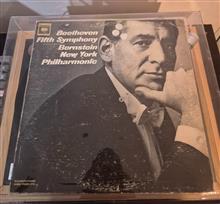 Beethoven
Fifth Symphony
Bernstein
New York
Philharmonic